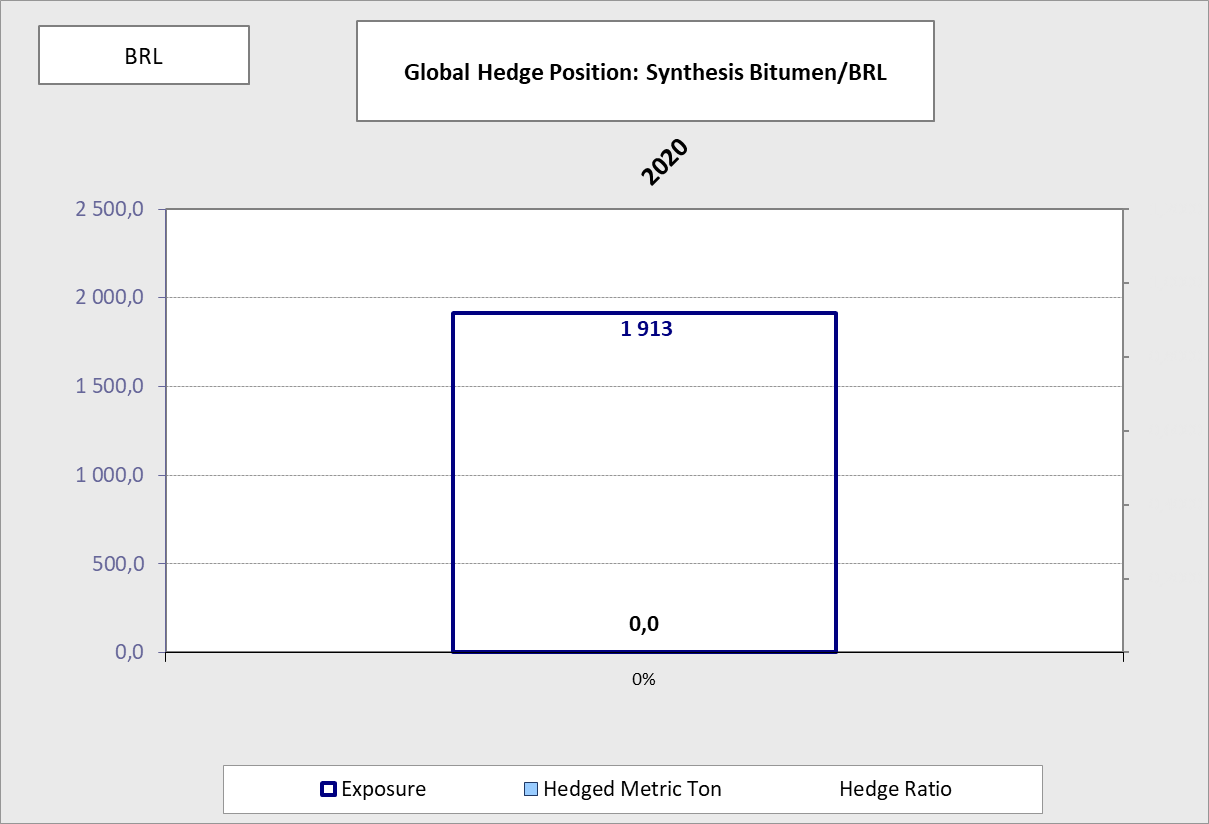 BRL
Global Hedge Position: Synthesis Bitumen/BRL
2020
2 500,0
2 000,0
1 500,0
1 000,0
500,0
0,0
1 913
0,0
0%
Exposure
Hedged Metric Ton
Hedge Ratio